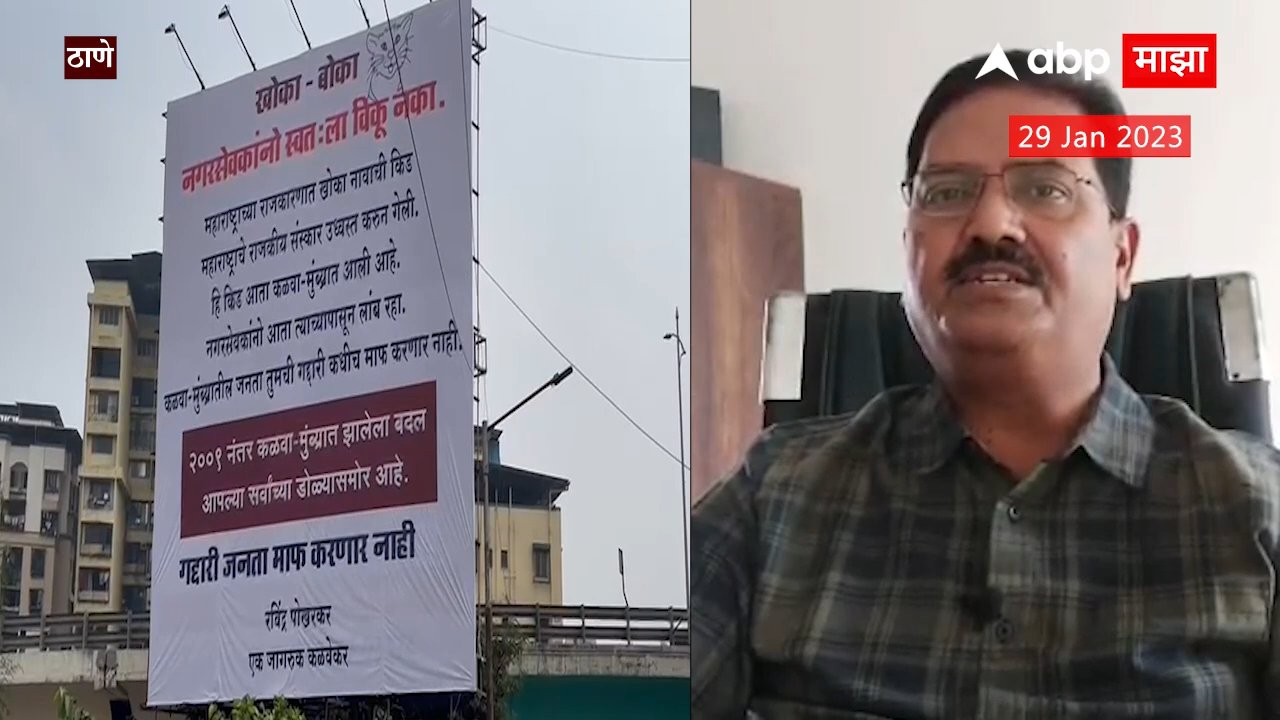 ठाणे
खोका - बोका
नगरसेवकांनो स्वतःला विकू नका.
महाराष्ट्राच्या राजकारणात खोका नावाची किड
महाराष्ट्राचे राजकीय संस्कार उध्वस्त करुन गेली.
हि किड आता कळवा-मुंब्य्रात आली आहे.
नगरसेवकांनो आता त्याच्यापासून लांब रहा.
कळवा-मुंब्य्रातील जनता तुमची गद्दारी कधीच माफ करणार नाही.
२००९ नंतर कळवा-मुंब्य्रात झालेला बदल
आपल्या सर्वांच्या डोळ्यासमोर आहे.
गद्दारी जनता माफ करणार नाही
रविंद्र पोखरकर
एक जागरुक कळवेकर
abp माझा
29 Jan 2023